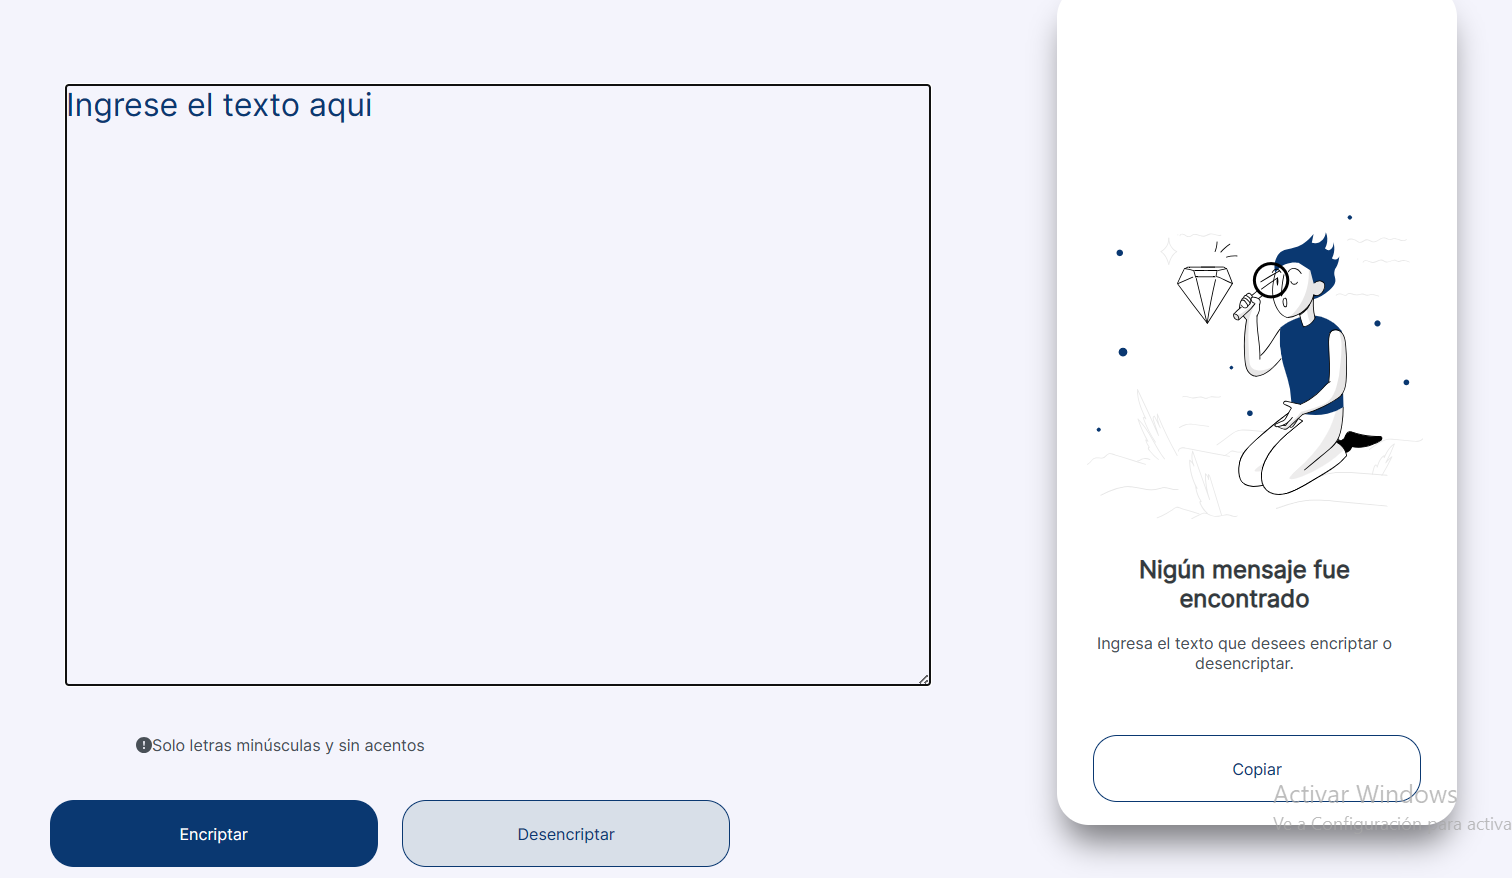 Ingrese el texto aqui
Solo letras minúsculas y sin acentos
Encriptar
Desencriptar
Nigún mensaje fue
encontrado
Ingresa el texto que desees encriptar o
desencriptar.
Copiar
Activar Windows
Ve a Configuración para activa